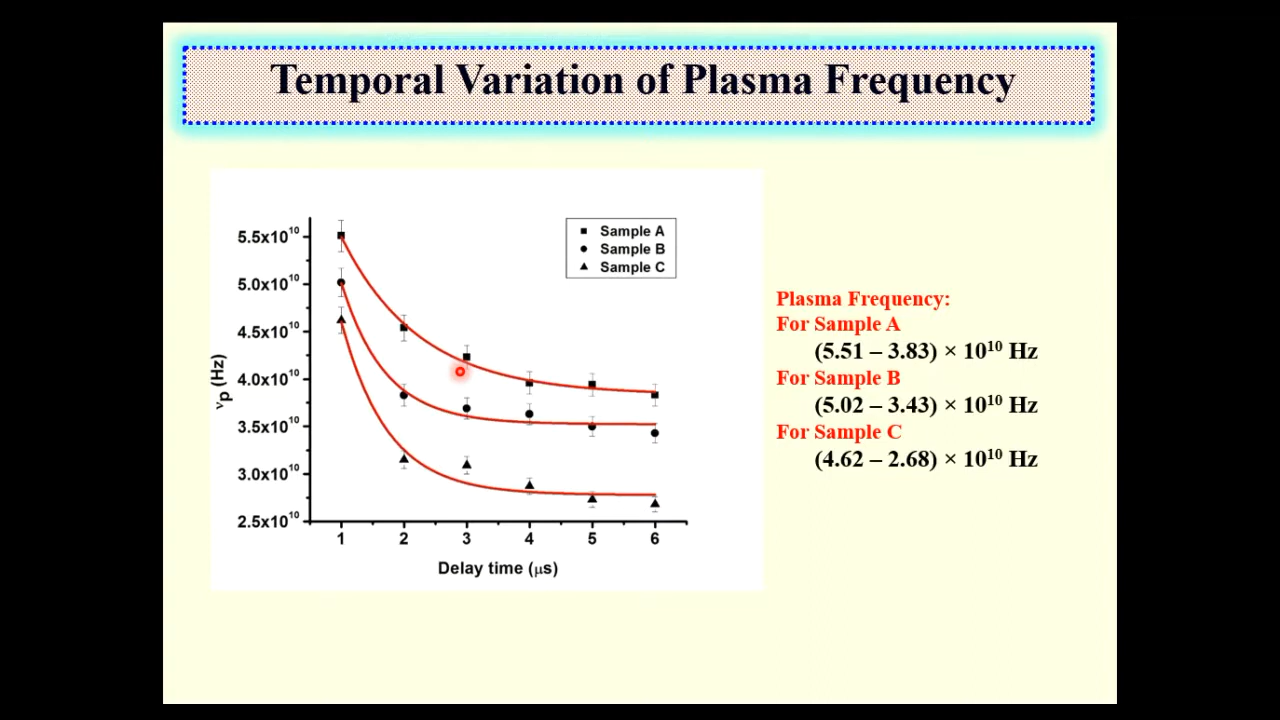 Temporal Variation of Plasma Frequency
5.5x10¹⁰
5.0x10¹⁰
4.5x10¹⁰
4.0x10¹⁰
3.5x10¹⁰
3.0x10¹⁰
2.5x10¹⁰
νp (Hz)
1 2 3 4 5 6
Delay time (μs)
Sample A
Sample B
Sample C
Plasma Frequency:
For Sample A
(5.51 – 3.83) × 10¹⁰ Hz
For Sample B
(5.02 – 3.43) × 10¹⁰ Hz
For Sample C
(4.62 – 2.68) × 10¹⁰ Hz